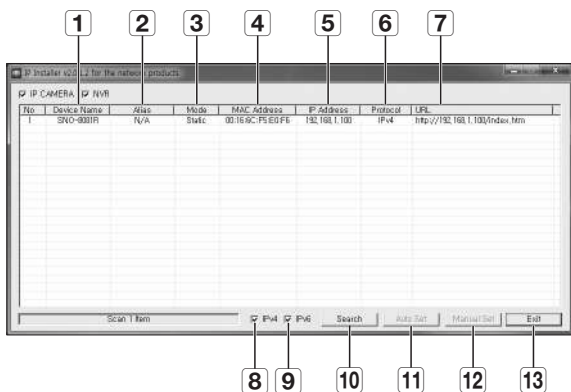 1 2 3 4 5 6 7
IP Installer v2.0.1.2 for the network products
IP CAMERA NVR
No Device Name Alias Mode MAC Address IP Address Protocol URL
1 SNO-8081R N/A Static 00:16:6C:F5:E0:F6 192,168,1,100 IPv4 http://192,168,1,100/index,htm
Scan 1 Item IPv4 IPv6 Search Auto Set Manual Set Exit
8 9 10 11 12 13